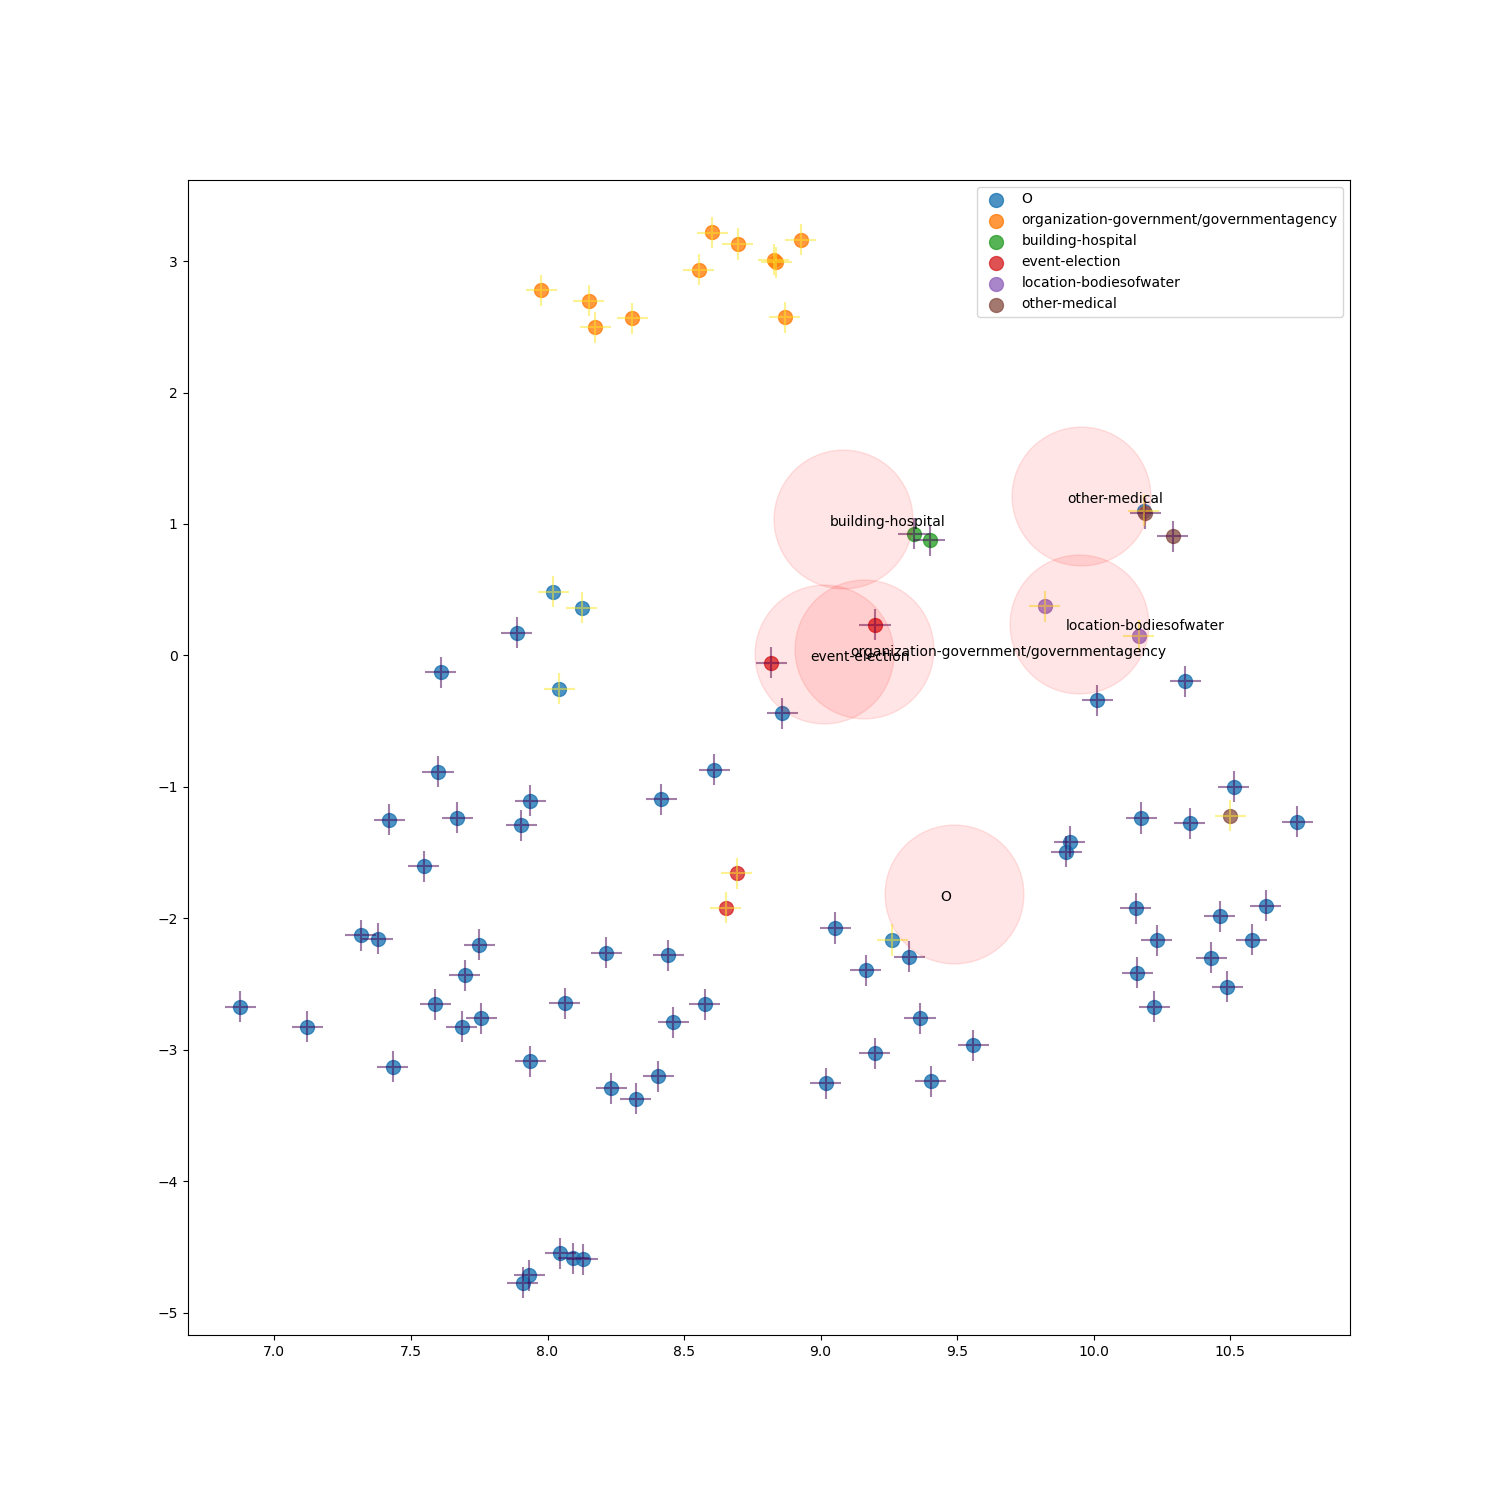 O
organization-government/governmentagency
building-hospital
event-election
location-bodiesofwater
other-medical
3
2
other-medical
building-hospital
1
location-bodiesofwater
organization-government/governmentagency
event-election
0
−1
O
−2
−3
−4
−5
7.0 7.5 8.0 8.5 9.0 9.5 10.0 10.5